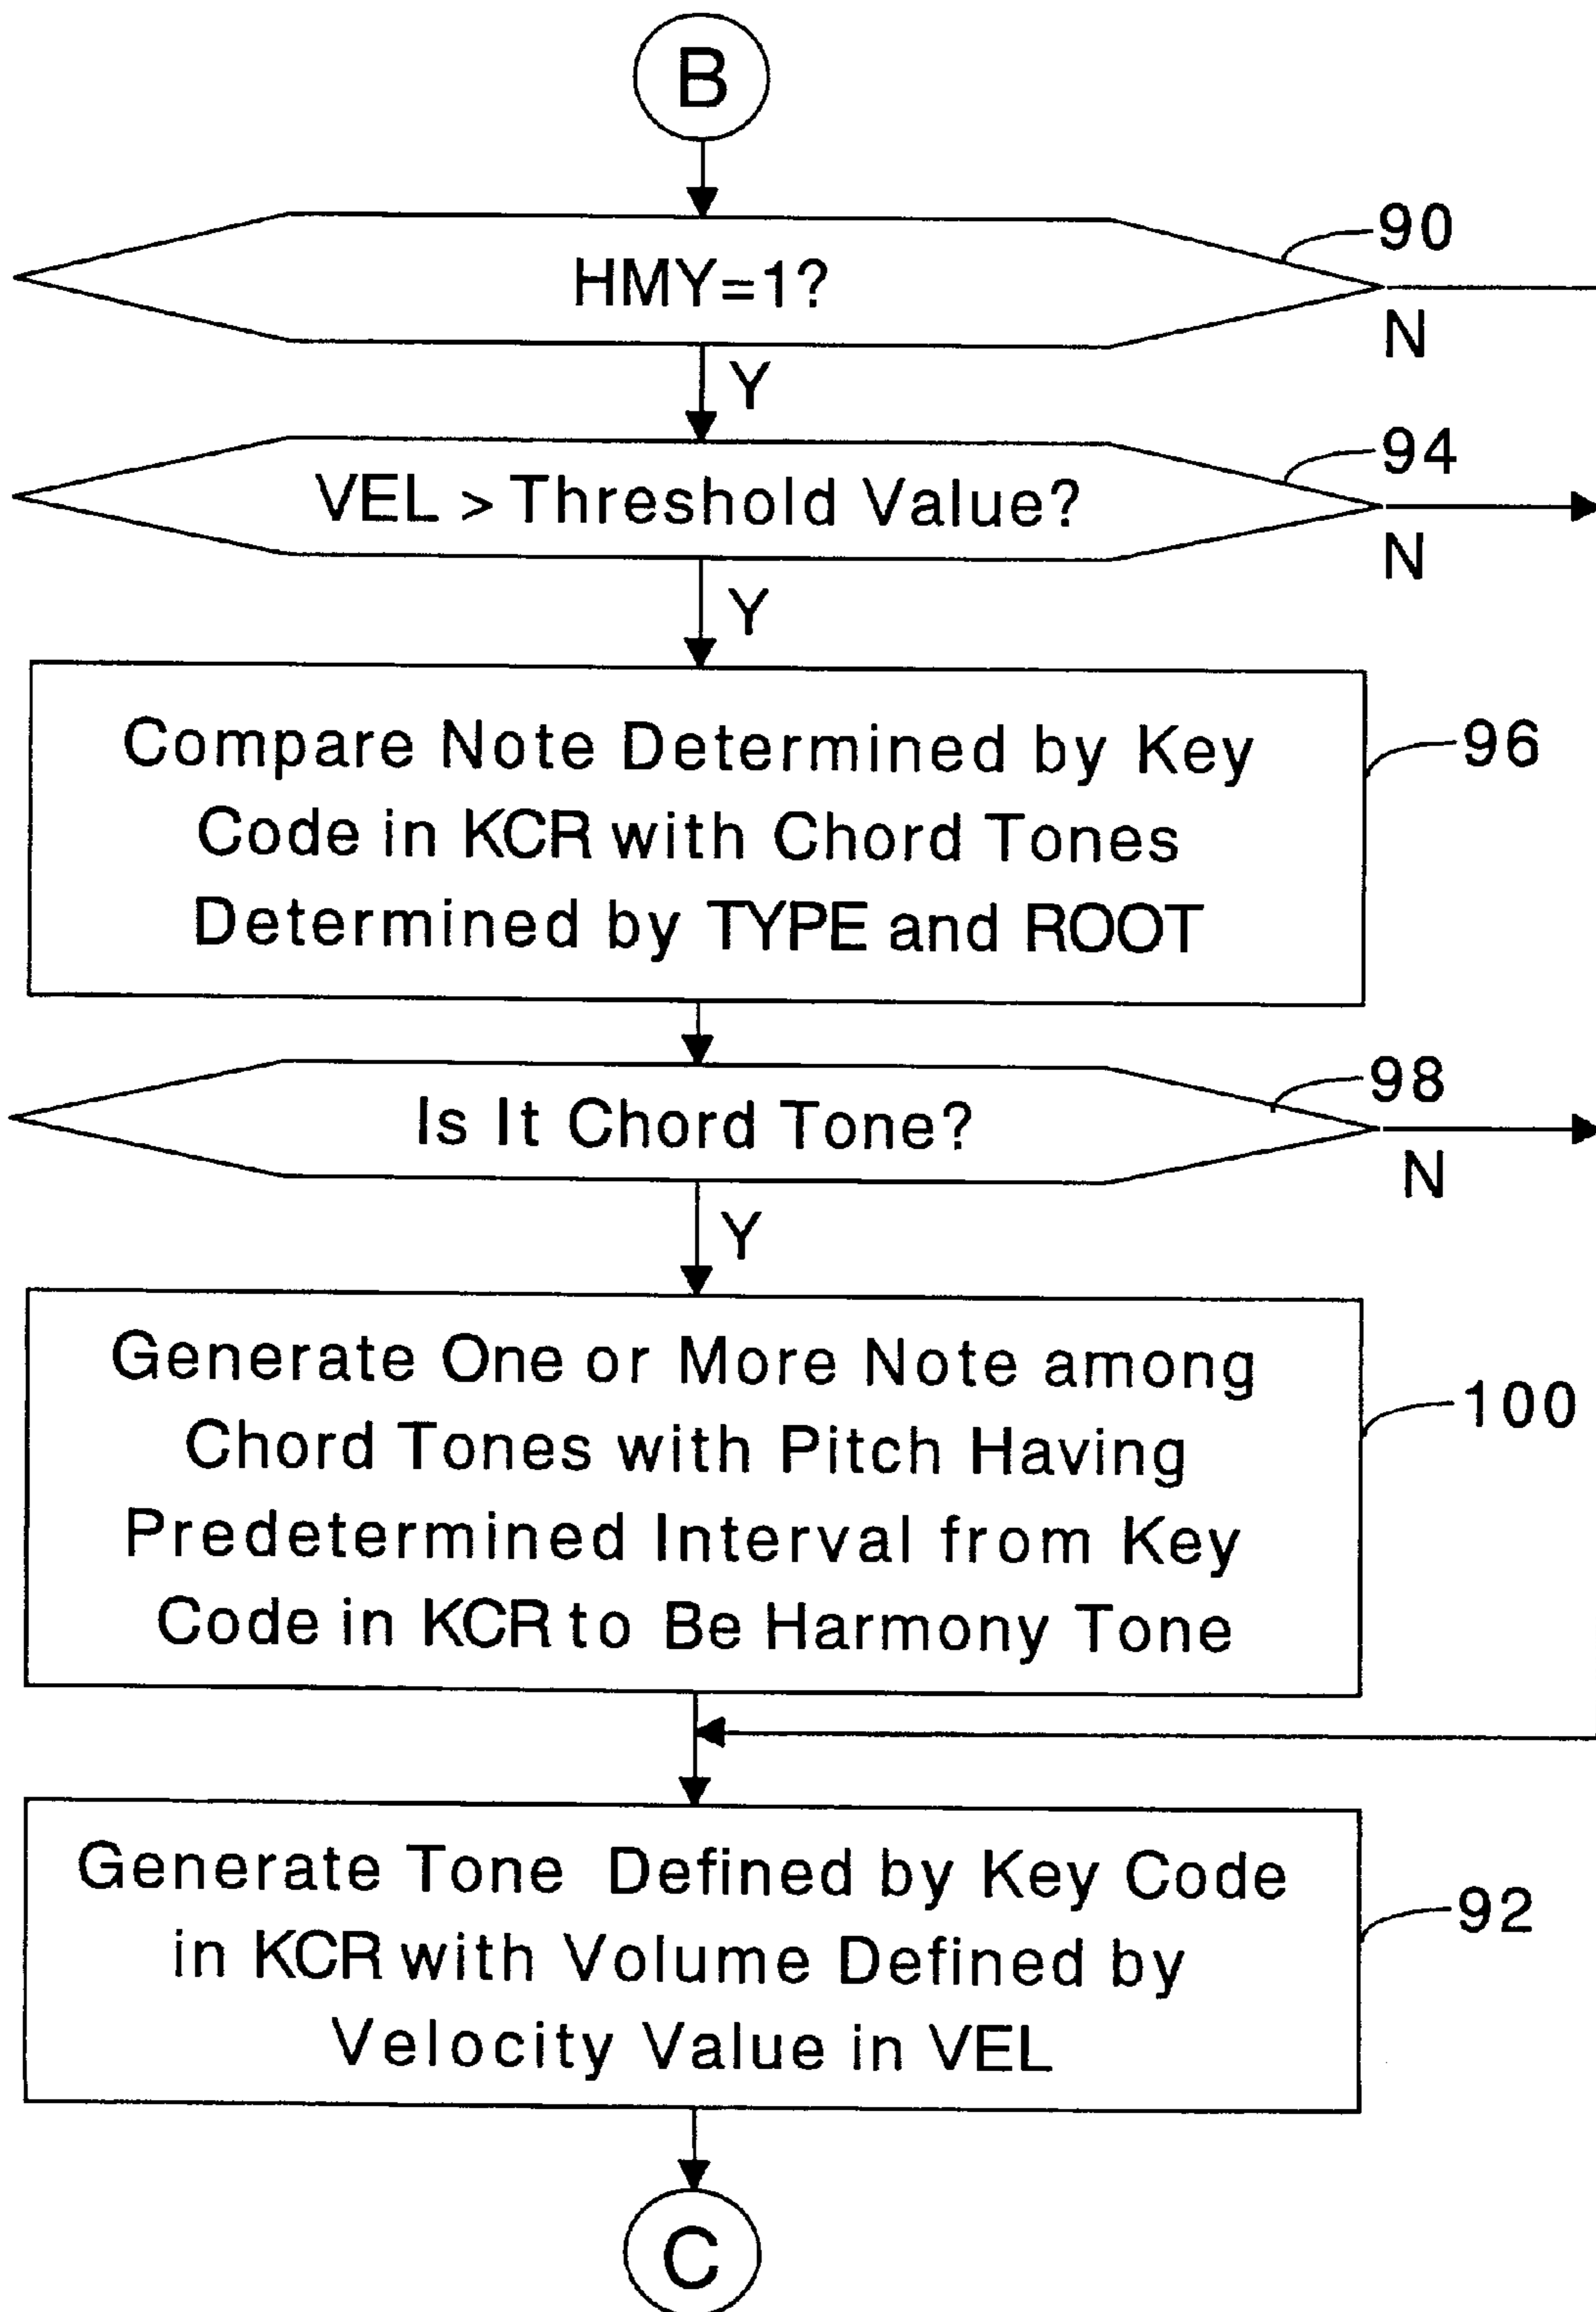 B
HMY=1?
90
N
Y
VEL > Threshold Value?
94
N
Y
Compare Note Determined by Key
Code in KCR with Chord Tones
Determined by TYPE and ROOT
96
Is It Chord Tone?
98
N
Y
Generate One or More Note among
Chord Tones with Pitch Having
Predetermined Interval from Key
Code in KCR to Be Harmony Tone
100
Generate Tone Defined by Key Code
in KCR with Volume Defined by
Velocity Value in VEL
92
C